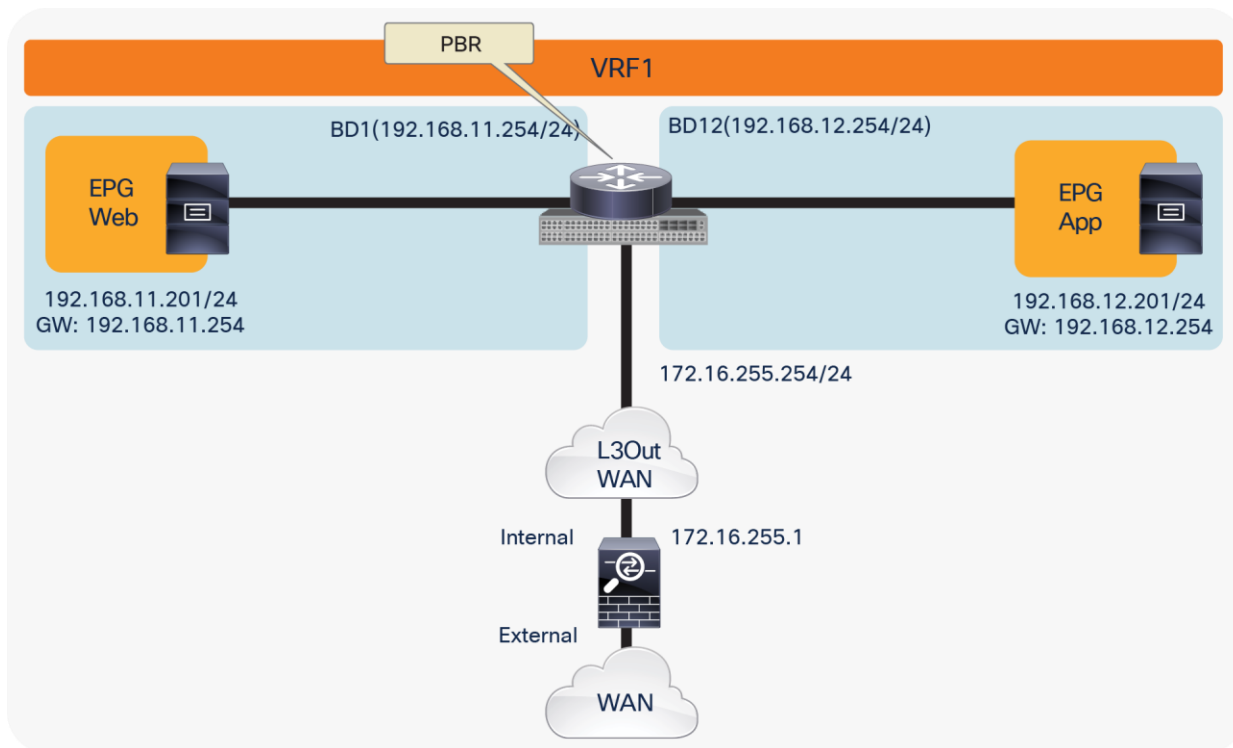 PBR
VRF1
BD1(192.168.11.254/24)
BD12(192.168.12.254/24)
EPG
Web
EPG
App
192.168.11.201/24
GW: 192.168.11.254
192.168.12.201/24
GW: 192.168.12.254
172.16.255.254/24
L3Out
WAN
Internal
172.16.255.1
External
WAN